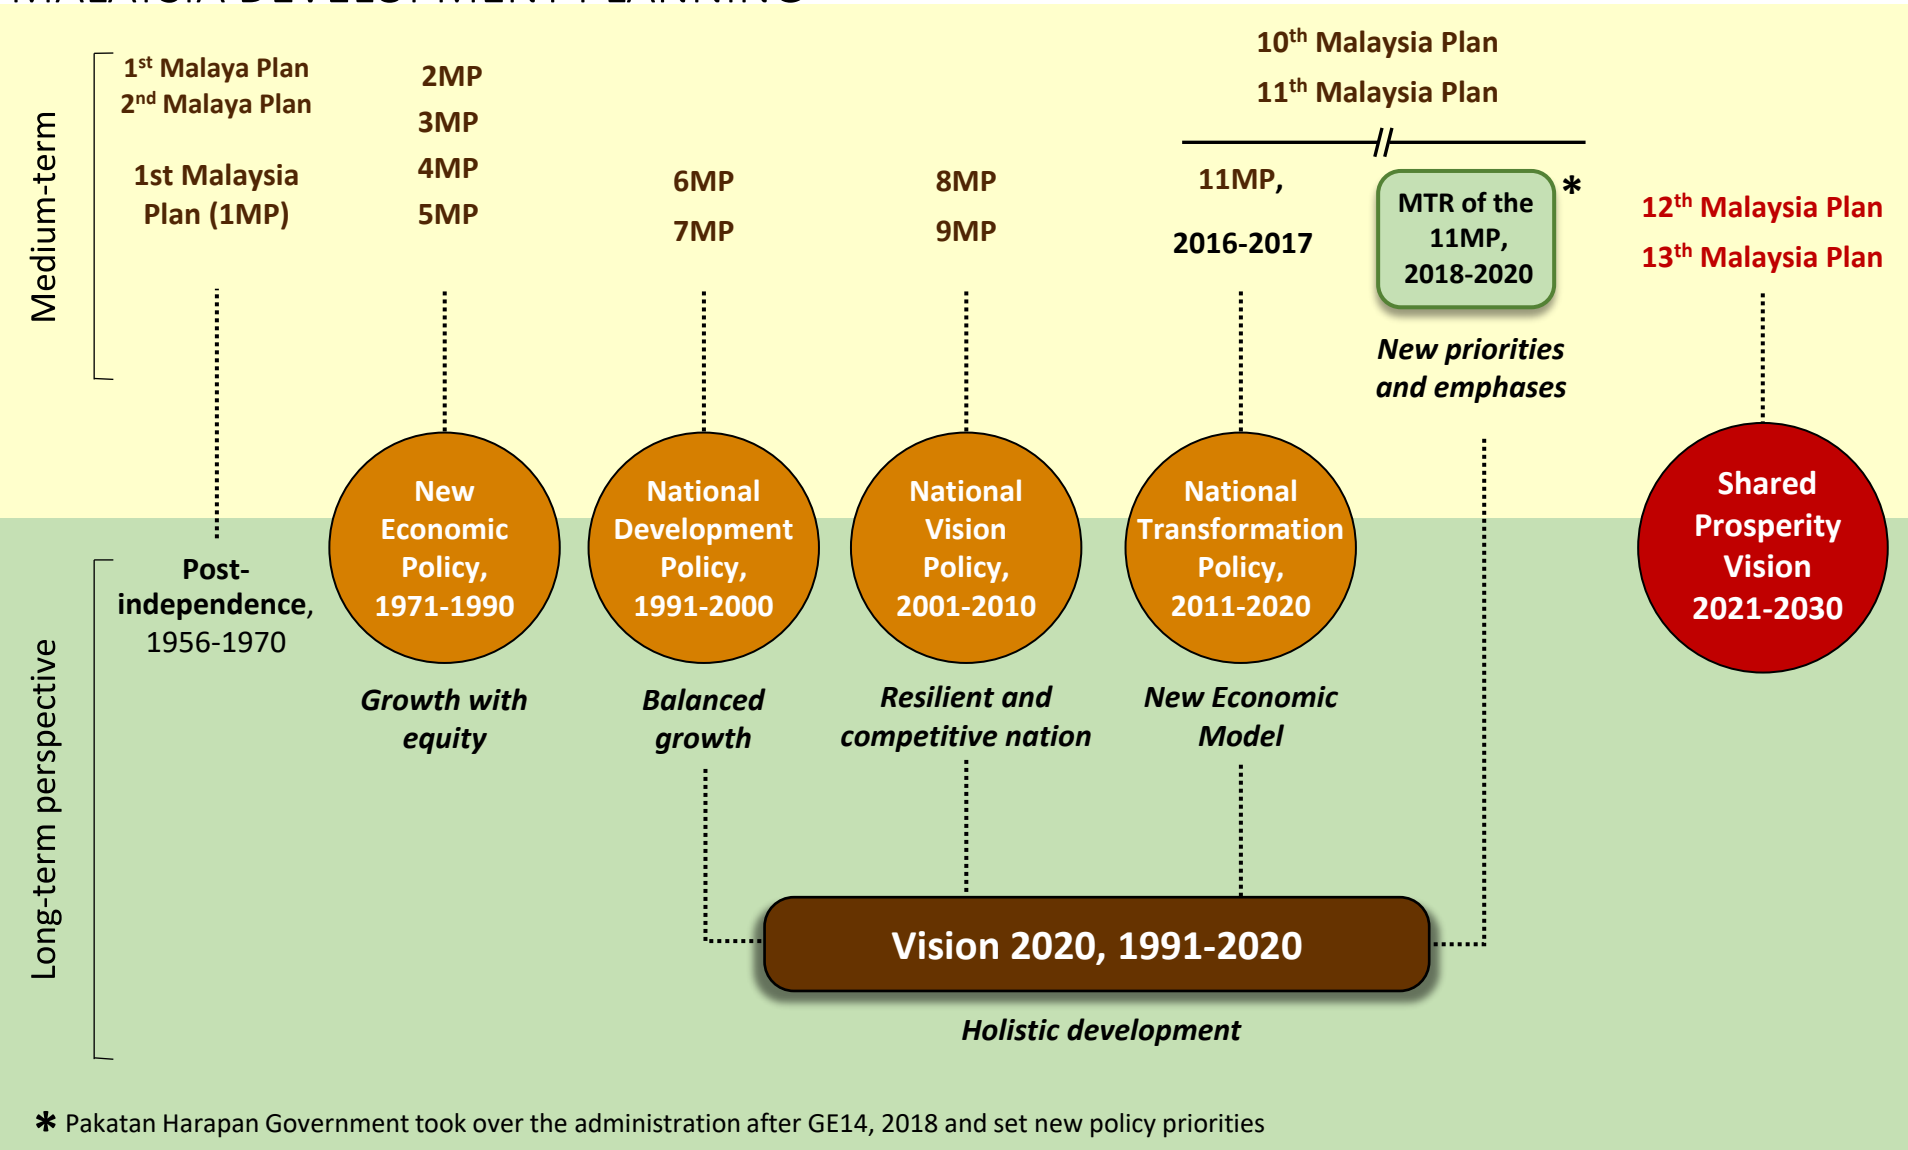 MALAYSIA DEVELOPMENT PLANNING
Medium-term
1st Malaya Plan
2nd Malaya Plan
1st Malaysia
Plan (1MP)
2MP
3MP
4MP
5MP
6MP
7MP
8MP
9MP
10th Malaysia Plan
11th Malaysia Plan
11MP,
2016-2017
MTR of the
11MP,
2018-2020
*
New priorities
and emphases
12th Malaysia Plan
13th Malaysia Plan
Long-term perspective
Post-
independence,
1956-1970
New
Economic
Policy,
1971-1990
Growth with
equity
National
Development
Policy,
1991-2000
Balanced
growth
National
Vision
Policy,
2001-2010
Resilient and
competitive nation
National
Transformation
Policy,
2011-2020
New Economic
Model
Shared
Prosperity
Vision
2021-2030
Vision 2020, 1991-2020
Holistic development
* Pakatan Harapan Government took over the administration after GE14, 2018 and set new policy priorities